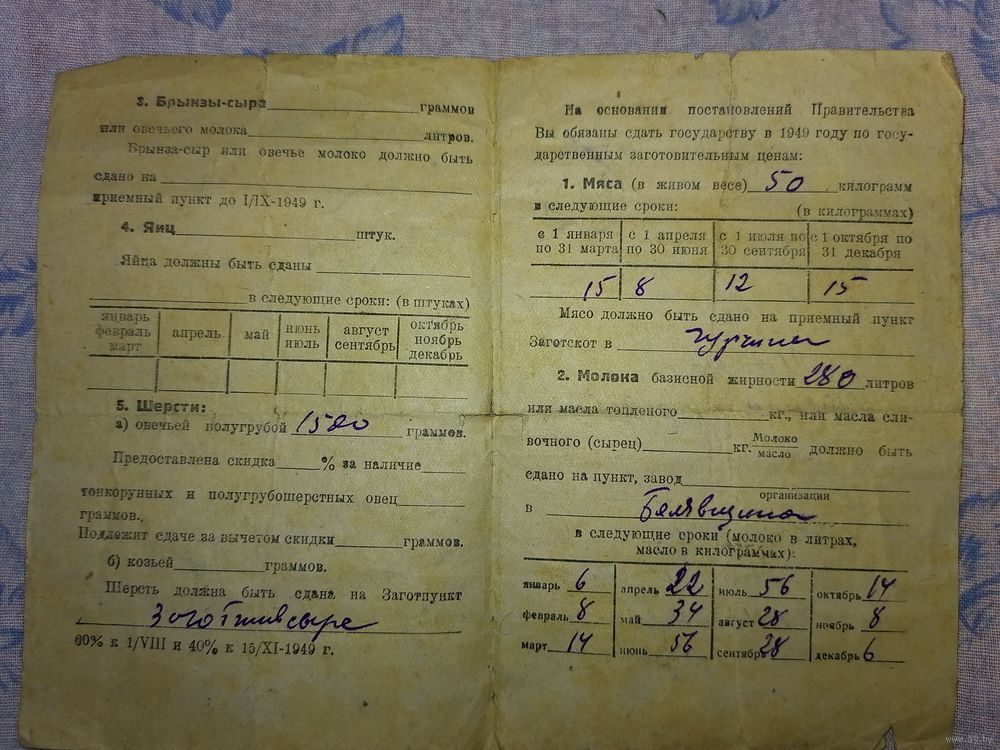 3. Брынзы-сыра граммов
или овечьего молока литров.
Брынза-сыр или овечье молоко должно быть
сдано на
приемный пункт до I/IX-1949 г.
4. Яиц штук.
Яйца должны быть сданы
в следующие сроки: (в штуках)
январь февраль март апрель май июнь июль август сентябрь октябрь ноябрь декабрь
5. Шерсти:
а) овечьей полугрубой 1500 граммов.
Предоставлена скидка % за наличие
тонкорунных и полугрубошерстных овец
граммов.
Подлежит сдаче за вычетом скидки граммов.
б) козьей граммов.
Шерсть должна быть сдана на Заготпункт
60% к 1/VIII и 40% к 15/XI-1949 г.
На основании постановлений Правительства
Вы обязаны сдать государству в 1949 году по госу-
дарственным заготовительным ценам:
1. Мяса (в живом весе) 50 килограмм
в следующие сроки: (в килограммах)
с 1 января по 31 марта с 1 апреля по 30 июня с 1 июля по 30 сентября с 1 октября по 31 декабря
15 8 12 15
Мясо должно быть сдано на приемный пункт
Заготскот в
2. Молока базисной жирности 280 литров
или масла топленого кг., или масла сли-
вочного (сырец) кг. Молоко масло должно быть
сдано на пункт, завод
организации
в Белявщина
в следующие сроки (молоко в литрах,
масло в килограммах):
январь 6 апрель 22 июль 56 октябрь 14
февраль 8 май 34 август 28 ноябрь 8
март 14 июнь 56 сентябрь 28 декабрь 6
www.ay.by